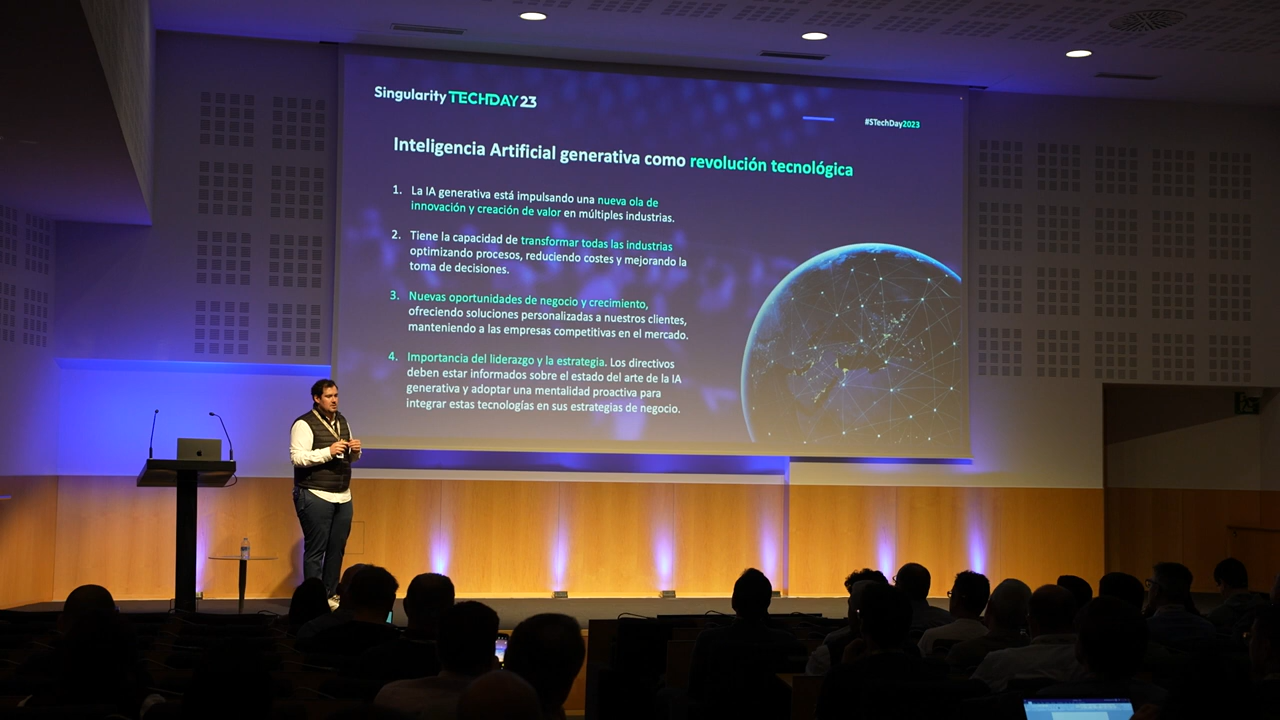 Singularity TECHDAY23
#STechDay2023
Inteligencia Artificial generativa como revolución tecnológica
1. La IA generativa está impulsando una nueva ola de
innovación y creación de valor en múltiples industrias.
2. Tiene la capacidad de transformar todas las industrias
optimizando procesos, reduciendo costes y mejorando la
toma de decisiones.
3. Nuevas oportunidades de negocio y crecimiento,
ofreciendo soluciones personalizadas a nuestros clientes,
manteniendo a las empresas competitivas en el mercado.
4. Importancia del liderazgo y la estrategia. Los directivos
deben estar informados sobre el estado del arte de la IA
generativa y adoptar una mentalidad proactiva para
integrar estas tecnologías en sus estrategias de negocio.